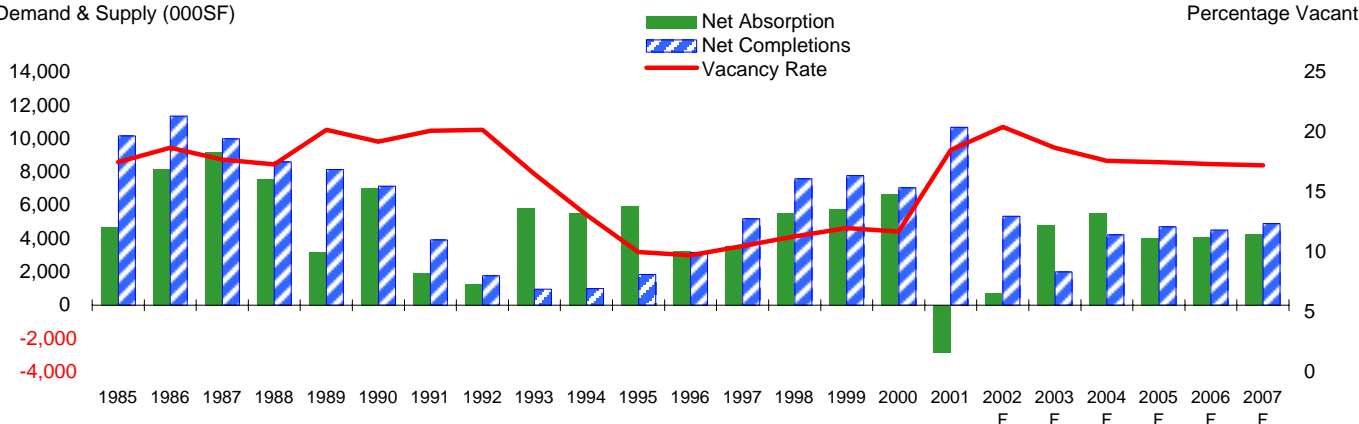 Demand & Supply (000SF)
Percentage Vacant
Net Absorption
Net Completions
Vacancy Rate
14,000
12,000
10,000
8,000
6,000
4,000
2,000
0
-2,000
-4,000
25
20
15
10
5
0
1985 1986 1987 1988 1989 1990 1991 1992 1993 1994 1995 1996 1997 1998 1999 2000 2001 2002 2003 2004 2005 2006 2007